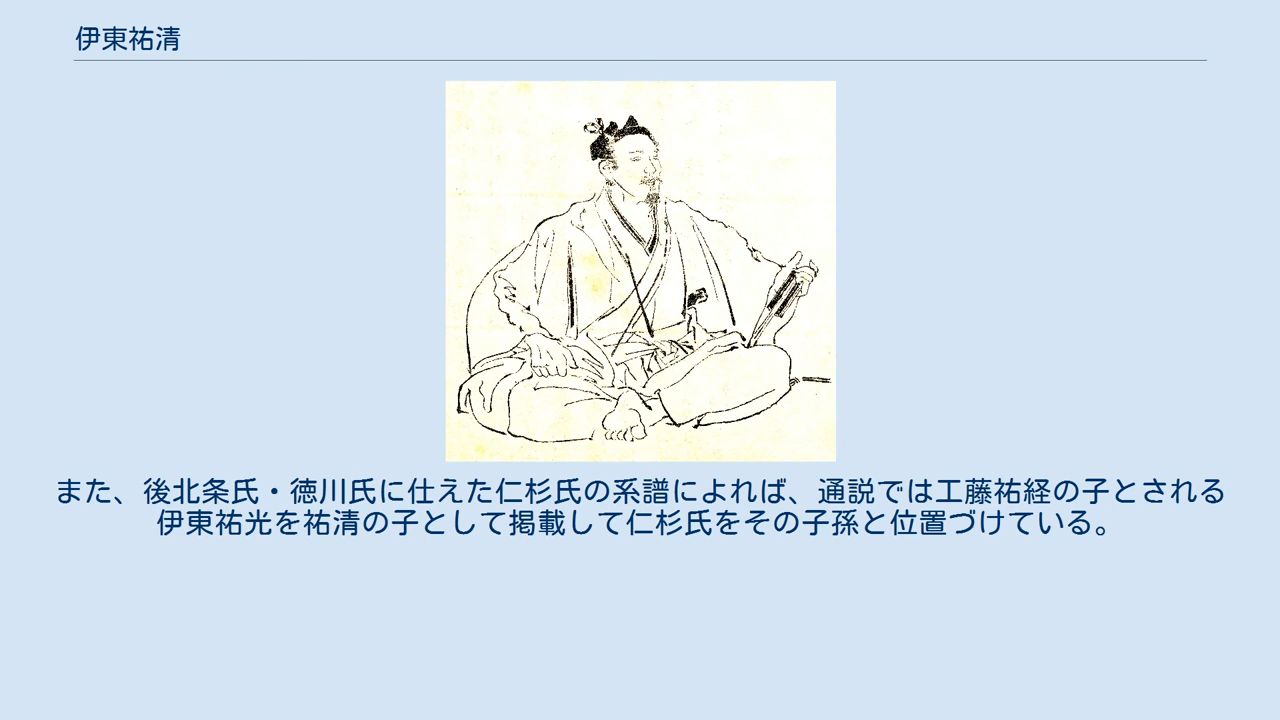 伊東祐清
また、後北条氏・徳川氏に仕えた仁杉氏の系譜によれば、通説では工藤祐経の子とされる
伊東祐光を祐清の子として掲載して仁杉氏をその子孫と位置づけている。